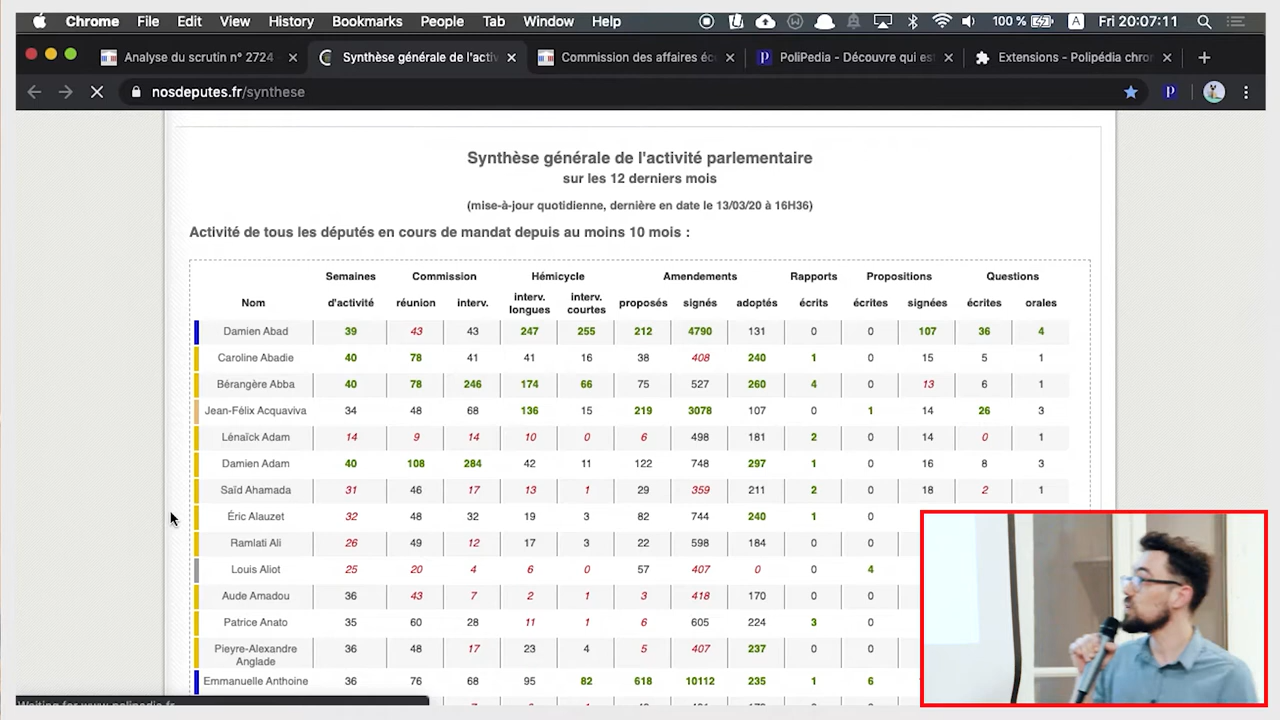 Chrome File Edit View History Bookmarks People Tab Window Help 100 % A Fri 20:07:11
Analyse du scrutin n° 2724 Synthèse générale de l'activ Commission des affaires éc PoliPedia - Découvre qui es Extensions - Polipédia chro
nosdeputes.fr/synthese P
Synthèse générale de l'activité parlementaire
sur les 12 derniers mois
(mise-à-jour quotidienne, dernière en date le 13/03/20 à 16H36)
Activité de tous les députés en cours de mandat depuis au moins 10 mois :
Semaines Commission Hémicycle Amendements Rapports Propositions Questions
Nom d'activité réunion interv. interv. longues interv. courtes proposés signés adoptés écrits écrites signées écrites orales
Damien Abad 39 43 43 247 255 212 4790 131 0 0 107 36 4
Caroline Abadie 40 78 41 41 16 38 408 240 1 0 15 5 1
Bérangère Abba 40 78 246 174 66 75 527 260 4 0 13 6 1
Jean-Félix Acquaviva 34 48 68 136 15 219 3078 107 0 1 14 26 3
Lénaïck Adam 14 9 14 10 0 6 498 181 2 0 14 0 1
Damien Adam 40 108 284 42 11 122 748 297 1 0 16 8 3
Saïd Ahamada 31 46 17 13 1 29 359 211 2 0 18 2 1
Éric Alauzet 32 48 32 19 3 82 744 240 1 0
Ramlati Ali 26 49 12 17 3 22 598 184 0 0
Louis Aliot 25 20 4 6 0 57 407 0 0 4
Aude Amadou 36 43 7 2 1 3 418 170 0 0
Patrice Anato 35 60 28 11 1 6 605 224 3 0
Pieyre-Alexandre Anglade 36 48 17 23 4 5 407 237 0 0
Emmanuelle Anthoine 36 76 68 95 82 618 10112 235 1 6
Waiting for www.polipedia.fr